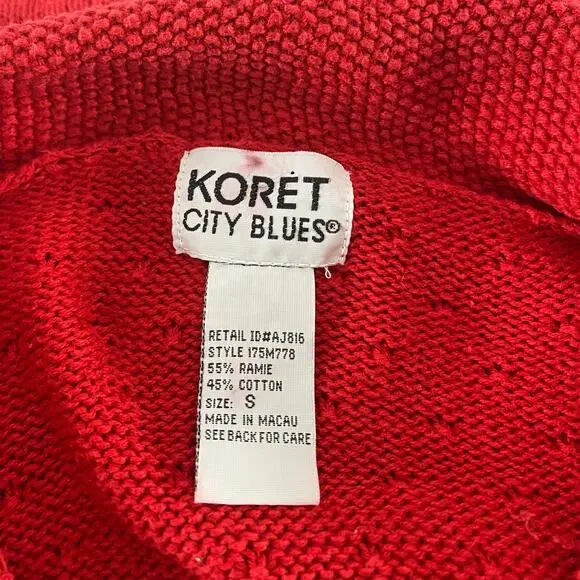 KORÉT
CITY BLUES®
RETAIL ID#AJ816
STYLE 175M778
55% RAMIE
45% COTTON
SIZE: S
MADE IN MACAU
SEE BACK FOR CARE